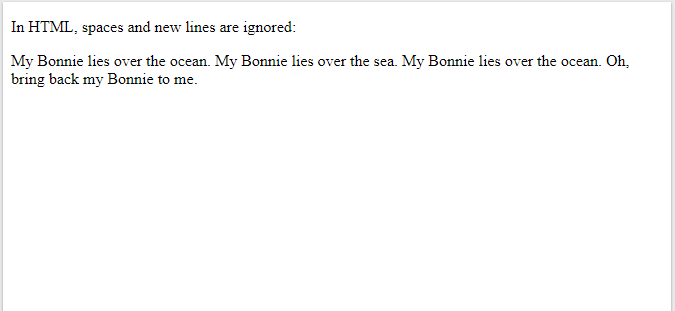 In HTML, spaces and new lines are ignored:
My Bonnie lies over the ocean. My Bonnie lies over the sea. My Bonnie lies over the ocean. Oh,
bring back my Bonnie to me.